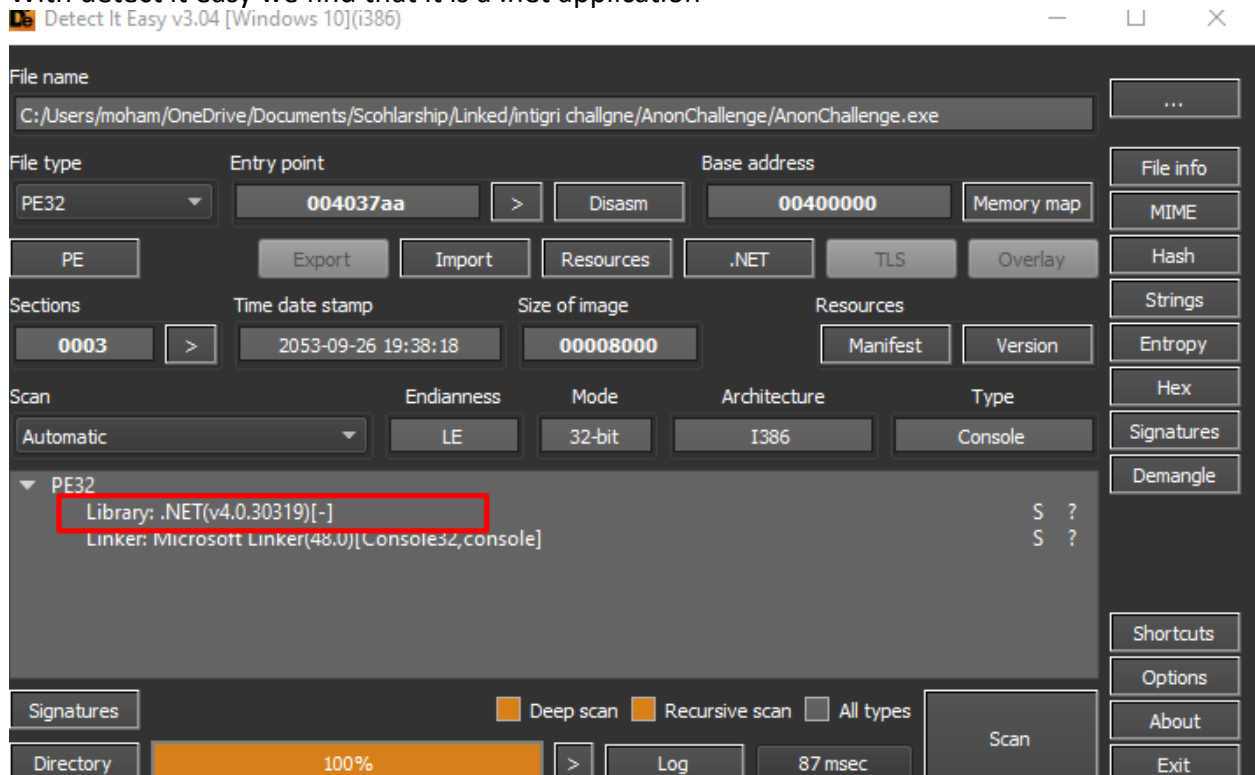 With detect it easy we find that it is a .net application
De Detect It Easy v3.04 [Windows 10](i386)
File name
C:/Users/moham/OneDrive/Documents/Scohlarship/Linked/intigri challgne/AnonChallenge/AnonChallenge.exe
...
File type Entry point Base address
File info
PE32 004037aa > Disasm 00400000 Memory map
MIME
PE Export Import Resources .NET TLS Overlay
Hash
Sections Time date stamp Size of image Resources
Strings
0003 > 2053-09-26 19:38:18 00008000 Manifest Version
Entropy
Hex
Scan Endianness Mode Architecture Type
Automatic LE 32-bit I386 Console
Signatures
Demangle
PE32
Library: .NET(v4.0.30319)[-] S ?
Linker: Microsoft Linker(48.0)[Console32,console] S ?
Shortcuts
Options
Signatures Deep scan Recursive scan All types Scan
About
Directory 100% > Log 87 msec
Exit